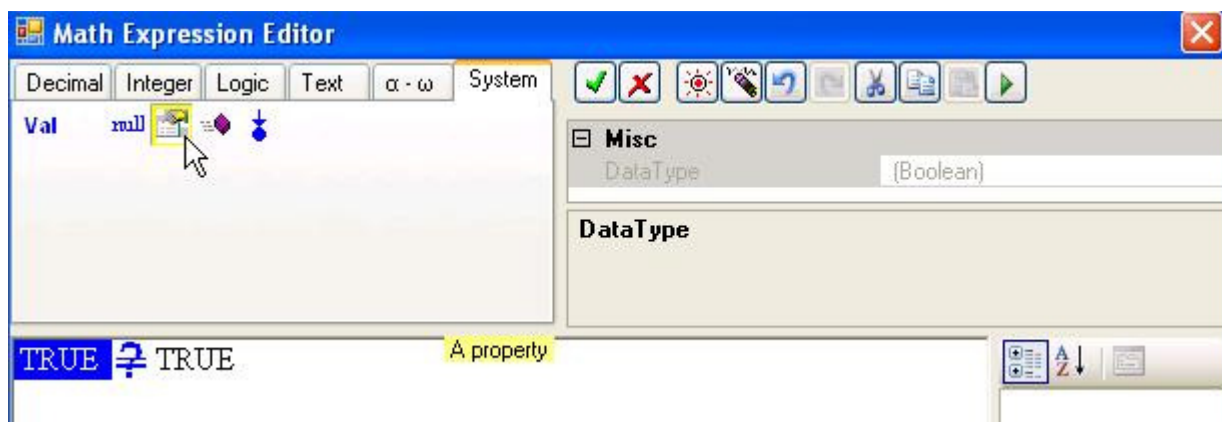 Math Expression Editor
Decimal Integer Logic Text α - ω System
Val null
Misc
DataType (Boolean)
DataType
A property
TRUE ≟ TRUE
A Z